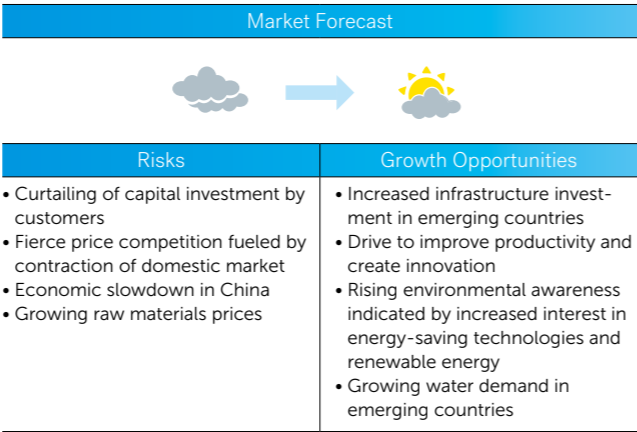 Market Forecast
Risks
• Curtailing of capital investment by
customers
• Fierce price competition fueled by
contraction of domestic market
• Economic slowdown in China
• Growing raw materials prices
Growth Opportunities
• Increased infrastructure invest-
ment in emerging countries
• Drive to improve productivity and
create innovation
• Rising environmental awareness
indicated by increased interest in
energy-saving technologies and
renewable energy
• Growing water demand in
emerging countries